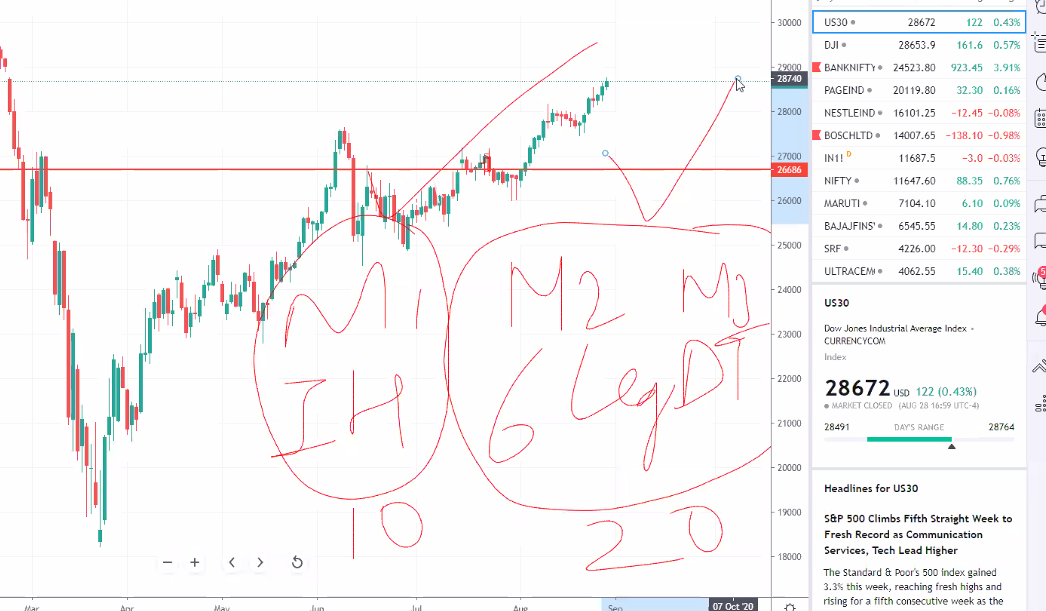 30000
29000
28740
28000
27000
26686
26000
25000
24000
23000
22000
21000
20000
19000
18000
Mar
Apr
May
Jun
Jul
Aug
Sep
07 Oct '20
M1
M2
M3
10
20
US30 28672 122 0.43%
DJI 28653.9 161.6 0.57%
BANKNIFTY 24523.80 923.45 3.91%
PAGEIND 20119.80 32.30 0.16%
NESTLEIND 16101.25 −12.45 −0.08%
BOSCHLTD 14007.65 −138.10 −0.98%
IN1! D 11687.5 −3.0 −0.03%
NIFTY 11647.60 88.35 0.76%
MARUTI 7104.10 6.10 0.09%
BAJAJFINS' 6545.55 14.80 0.23%
SRF 4226.00 −12.30 −0.29%
ULTRACEMI 4062.55 15.40 0.38%
US30
Dow Jones Industrial Average Index -
CURRENCYCOM
Index
28672 USD 122 (0.43%)
MARKET CLOSED (AUG 28 16:59 UTC-4)
28491 DAY'S RANGE 28764
Headlines for US30
S&P 500 Climbs Fifth Straight Week to
Fresh Record as Communication
Services, Tech Lead Higher
The Standard & Poor's 500 index gained
3.3% this week, reaching fresh highs and
rising for a fifth consecutive week as the